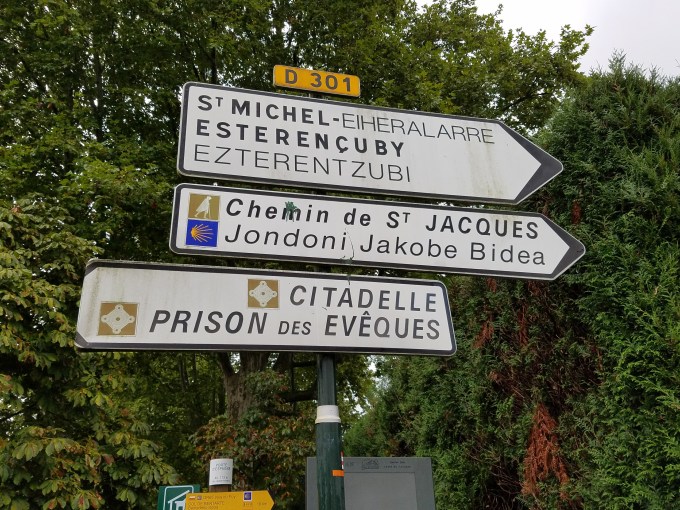 D 301
ST MICHEL-EIHERALARRE
ESTERENÇUBY
EZTERENTZUBI
Chemin de ST JACQUES
Jondoni Jakobe Bidea
CITADELLE
PRISON DES EVÊQUES